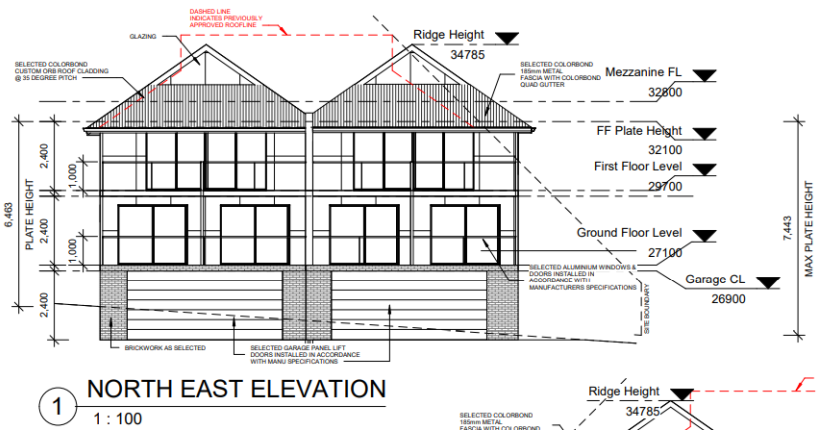 DASHED LINE
INDICATES PREVIOUSLY
APPROVED ROOFLINE
GLAZING
Ridge Height
34785
SELECTED COLORBOND
CUSTOM ORB ROOF CLADDING
@ 35 DEGREE PITCH
SELECTED COLORBOND
185mm METAL
FASCIA WITH COLORBOND
QUAD GUTTER
Mezzanine FL
32800
FF Plate Height
32100
First Floor Level
29700
Ground Floor Level
27100
Garage CL
26900
6,463
PLATE HEIGHT
2,400
2,400
2,400
1,000
1,000
7,443
MAX PLATE HEIGHT
SELECTED ALUMINIUM WINDOWS &
DOORS INSTALLED IN
ACCORDANCE WITH
MANUFACTURERS SPECIFICATIONS
SITE BOUNDARY
BRICKWORK AS SELECTED
SELECTED GARAGE PANEL LIFT
DOORS INSTALLED IN ACCORDANCE
WITH MANU SPECIFICATIONS
1
NORTH EAST ELEVATION
1 : 100
Ridge Height
34785
SELECTED COLORBOND
185mm METAL
FASCIA WITH COLORBOND